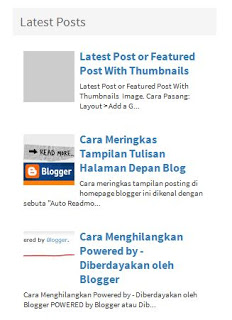 Latest Posts
Latest Post or Featured
Post With Thumbnails
Latest Post or Featured Post With
Thumbnails Image. Cara Pasang:
Layout > Add a G...
Cara Meringkas
Tampilan Tulisan
Halaman Depan Blog
READ MORE..
Blogger
Cara meringkas tampilan posting di
homepage blogger ini dikenal dengan
sebuta "Auto Readmo...
Cara Menghilangkan
ered by Blogger.
Powered by -
Diberdayakan oleh
Blogger
Cara Menghilangkan Powered by - Diberdayakan oleh
Blogger POWERED by Blogger atau Dib...